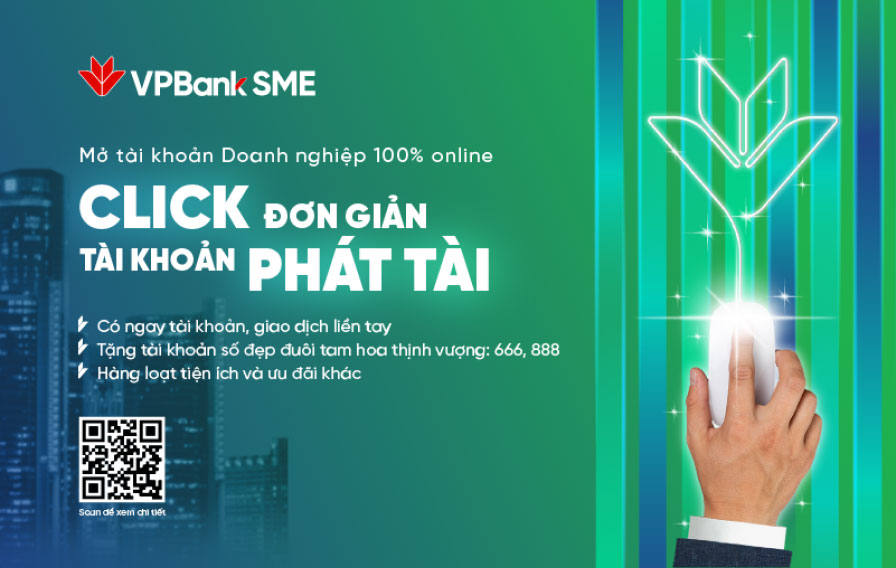 VPBank SME
Mở tài khoản Doanh nghiệp 100% online
CLICK ĐƠN GIẢN
TÀI KHOẢN PHÁT TÀI
Có ngay tài khoản, giao dịch liền tay
Tặng tài khoản số đẹp đuôi tam hoa thịnh vượng: 666, 888
Hàng loạt tiện ích và ưu đãi khác
Scan để xem chi tiết